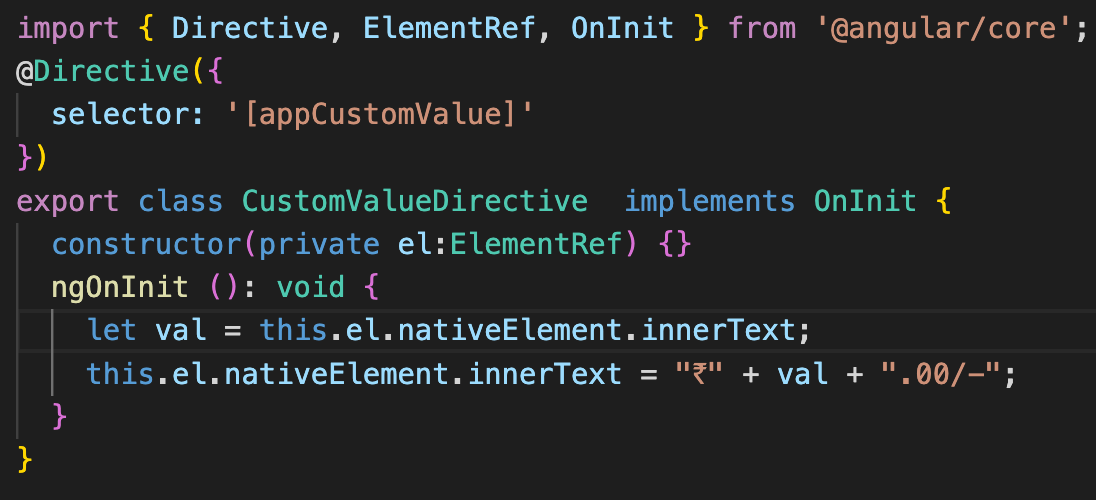 import { Directive, ElementRef, OnInit } from '@angular/core';
@Directive({
  selector: '[appCustomValue]'
})
export class CustomValueDirective  implements OnInit {
  constructor(private el:ElementRef) {}
  ngOnInit (): void {
    let val = this.el.nativeElement.innerText;
    this.el.nativeElement.innerText = "₹" + val + ".00/-";
  }
}